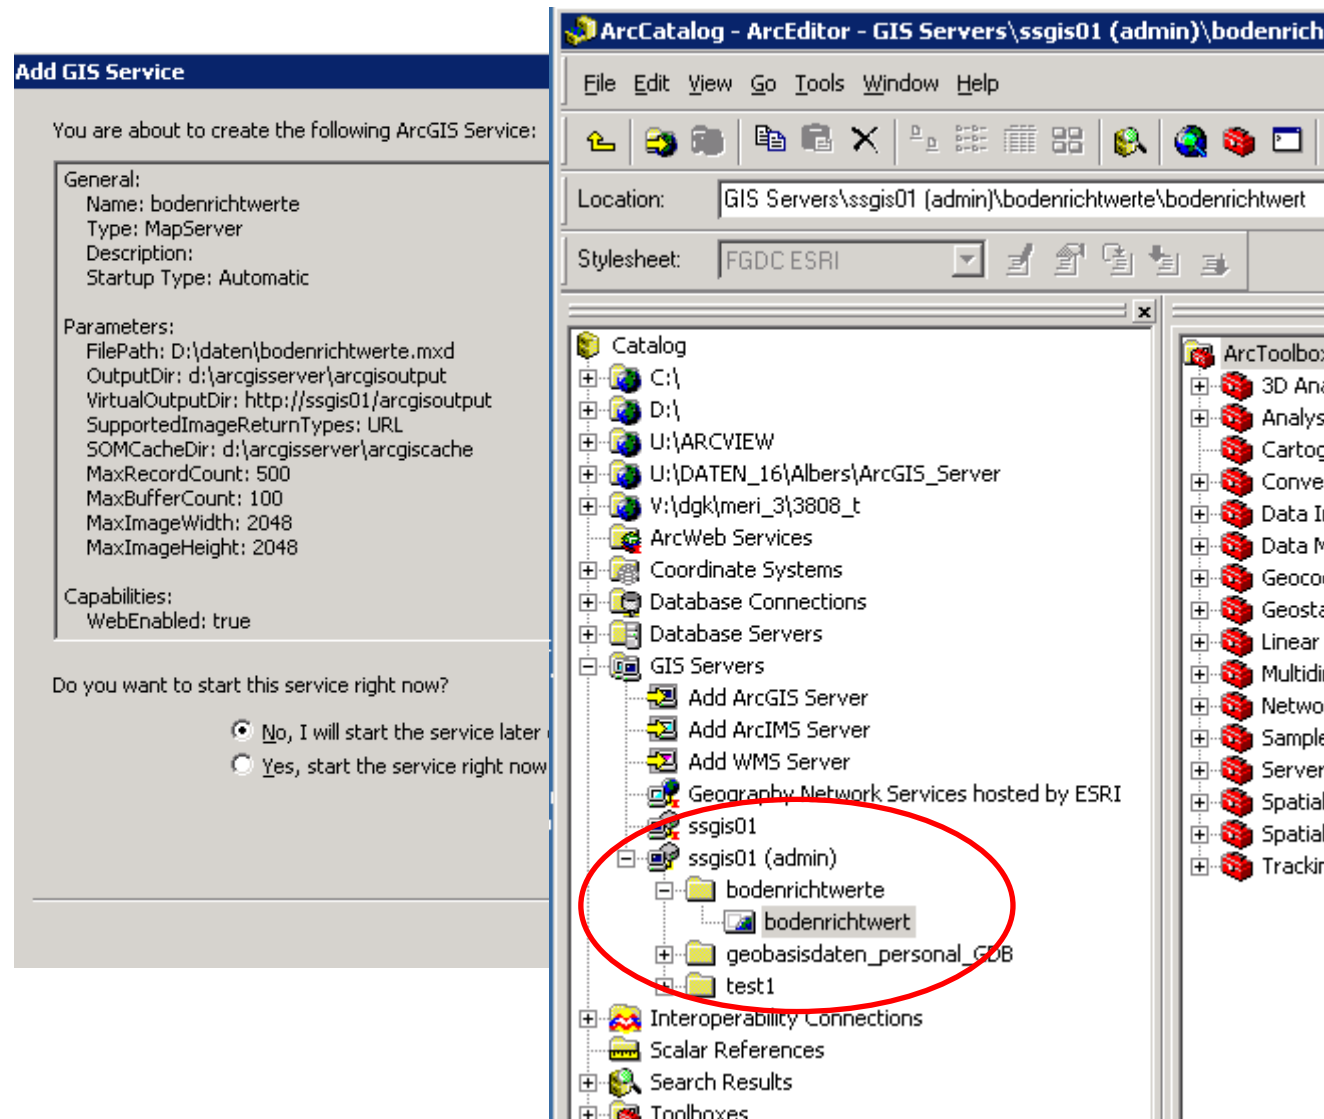 Add GIS Service
You are about to create the following ArcGIS Service:
General:
Name: bodenrichtwerte
Type: MapServer
Description:
Startup Type: Automatic
Parameters:
FilePath: D:\daten\bodenrichtwerte.mxd
OutputDir: d:\arcgisserver\arcgisoutput
VirtualOutputDir: http://ssgis01/arcgisoutput
SupportedImageReturnTypes: URL
SOMCacheDir: d:\arcgisserver\arcgiscache
MaxRecordCount: 500
MaxBufferCount: 100
MaxImageWidth: 2048
MaxImageHeight: 2048
Capabilities:
WebEnabled: true
Do you want to start this service right now?
No, I will start the service later
Yes, start the service right now
ArcCatalog - ArcEditor - GIS Servers\ssgis01 (admin)\bodenrich
File Edit View Go Tools Window Help
Location: GIS Servers\ssgis01 (admin)\bodenrichtwerte\bodenrichtwert
Stylesheet: FGDC ESRI
Catalog
C:\
D:\
U:\ARCVIEW
U:\DATEN_16\Albers\ArcGIS_Server
V:\dgk\meri_3\3808_t
ArcWeb Services
Coordinate Systems
Database Connections
Database Servers
GIS Servers
Add ArcGIS Server
Add ArcIMS Server
Add WMS Server
Geography Network Services hosted by ESRI
ssgis01
ssgis01 (admin)
bodenrichtwerte
bodenrichtwert
geobasisdaten_personal_GDB
test1
Interoperability Connections
Scalar References
Search Results
Toolboxes
ArcToolbo
3D An
Analys
Cartog
Conve
Data I
Data M
Geoco
Geosta
Linear
Multidi
Netwo
Sample
Server
Spatial
Spatial
Trackin